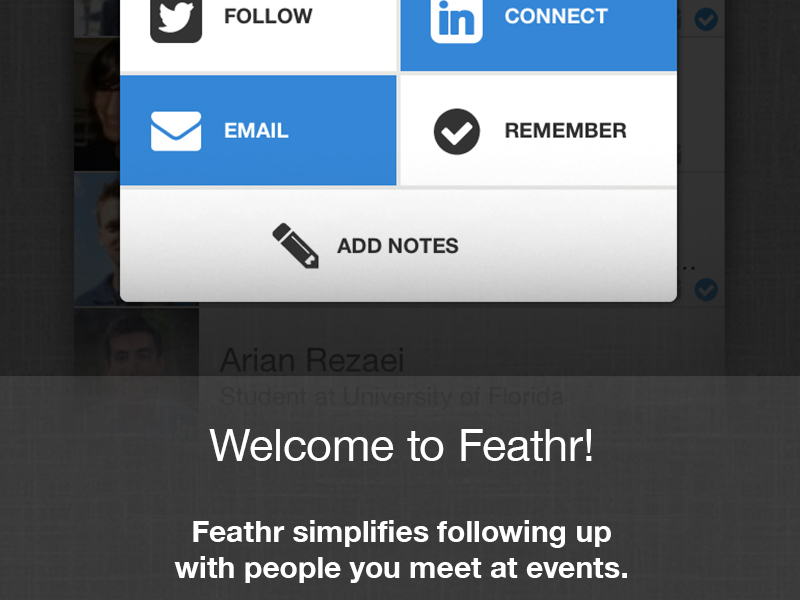 FOLLOW
CONNECT
EMAIL
REMEMBER
ADD NOTES
Arian Rezaei
Student at University of Florida
Welcome to Feathr!
Feathr simplifies following up
with people you meet at events.